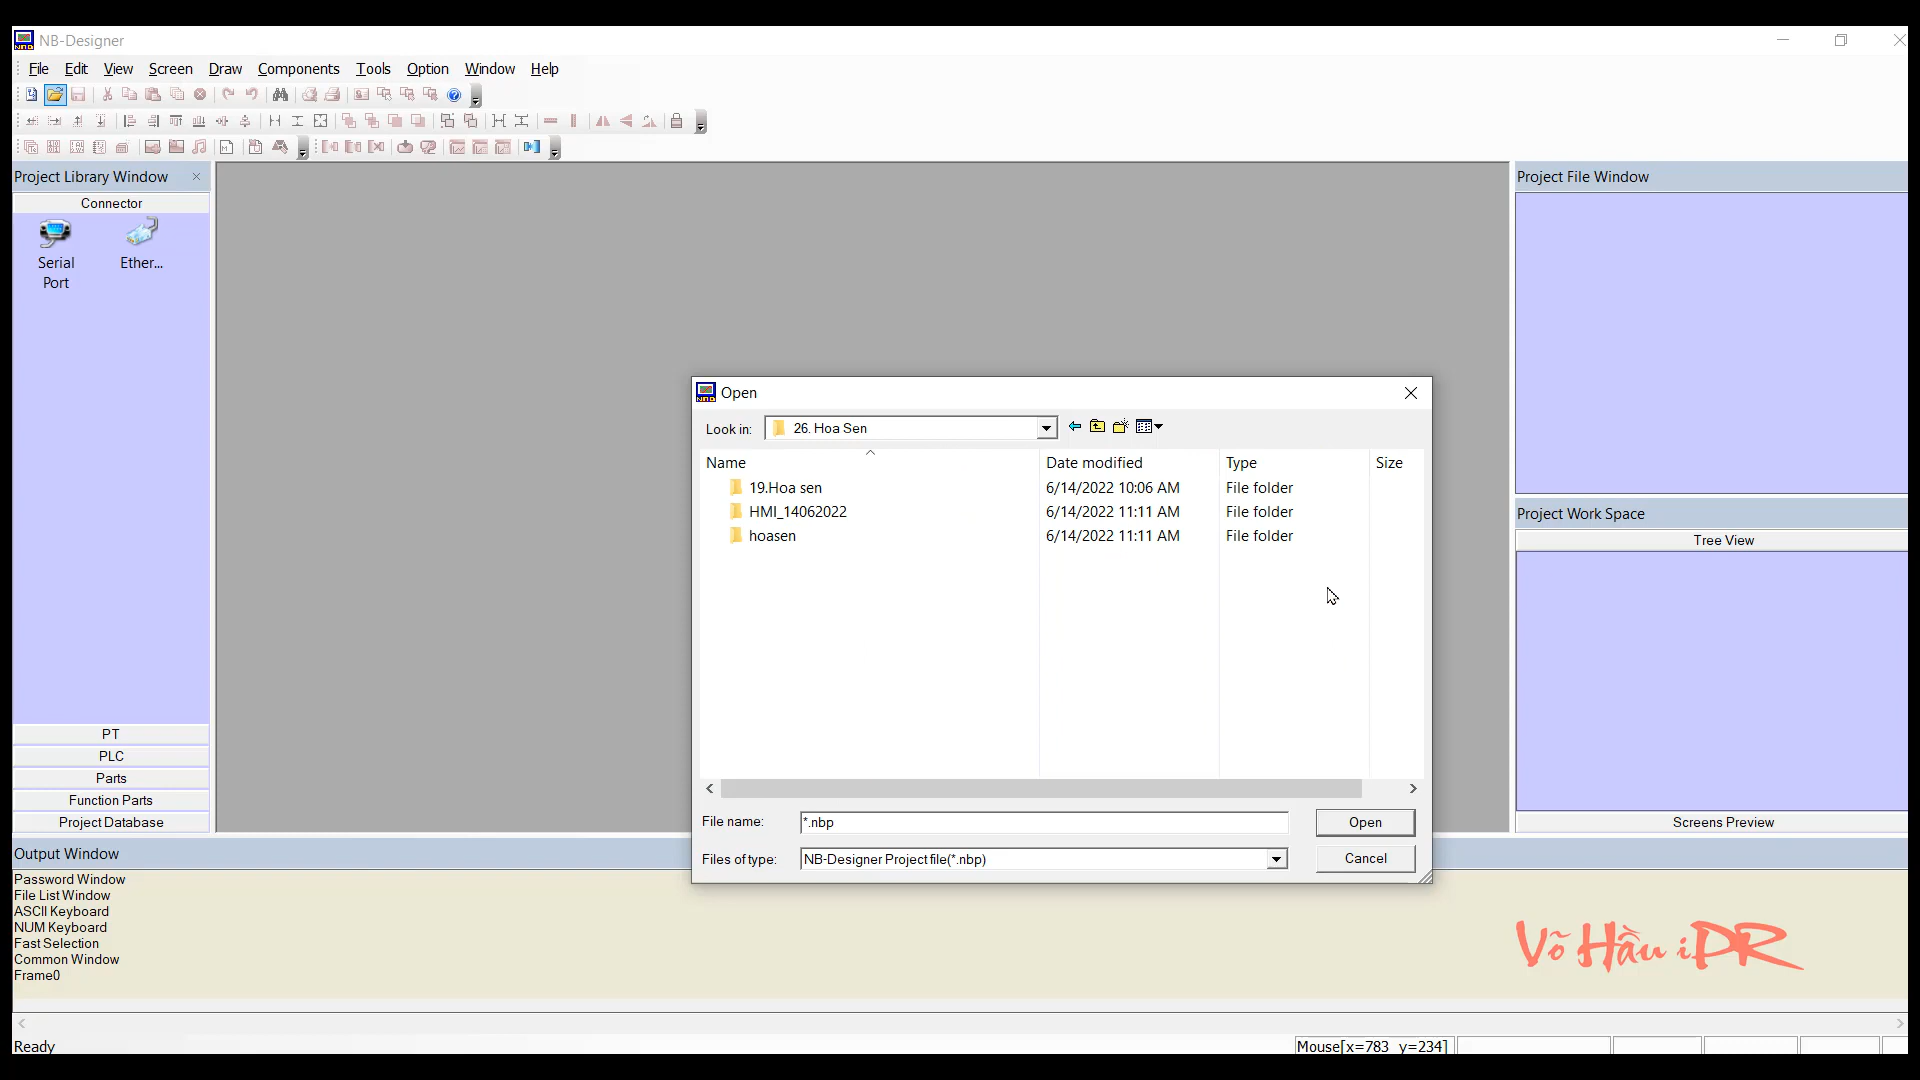 NB-Designer
File Edit View Screen Draw Components Tools Option Window Help
Project Library Window
Connector
Serial Port
Ether...
PT
PLC
Parts
Function Parts
Project Database
Open
Look in: 26. Hoa Sen
Name Date modified Type Size
19.Hoa sen 6/14/2022 10:06 AM File folder
HMI_14062022 6/14/2022 11:11 AM File folder
hoasen 6/14/2022 11:11 AM File folder
File name: *.nbp Open
Files of type: NB-Designer Project file(*.nbp) Cancel
Project File Window
Project Work Space
Tree View
Screens Preview
Output Window
Password Window
File List Window
ASCII Keyboard
NUM Keyboard
Fast Selection
Common Window
Frame0
Võ Hầu iPR
Ready
Mouse[x=783 y=234]